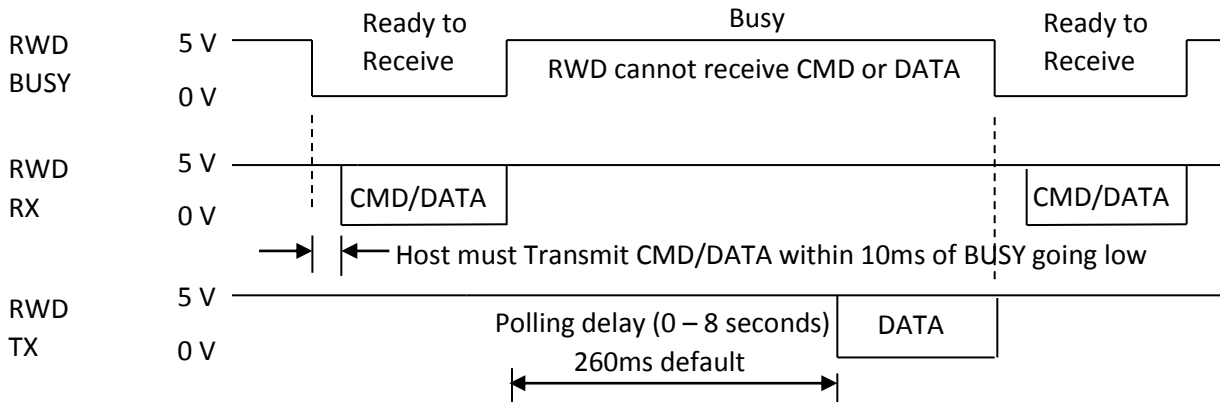 Ready to
Receive
Busy
Ready to
Receive
RWD
BUSY
5 V
0 V
RWD cannot receive CMD or DATA
RWD
RX
5 V
0 V
CMD/DATA
CMD/DATA
Host must Transmit CMD/DATA within 10ms of BUSY going low
RWD
TX
5 V
0 V
Polling delay (0 – 8 seconds)
260ms default
DATA